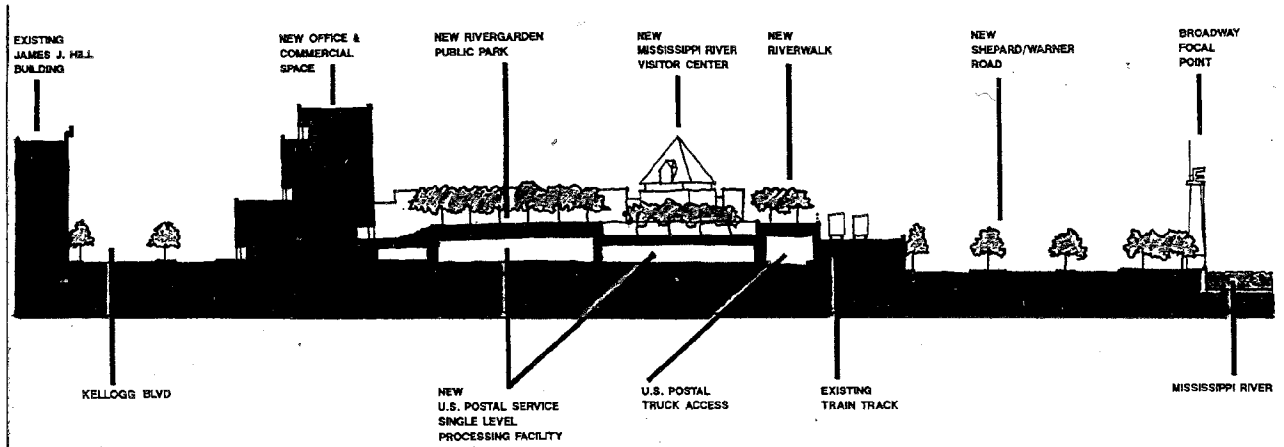 EXISTING
JAMES J. HILL
BUILDING
NEW OFFICE &
COMMERCIAL
SPACE
NEW RIVERGARDEN
PUBLIC PARK
NEW
MISSISSIPPI RIVER
VISITOR CENTER
NEW
RIVERWALK
NEW
SHEPARD/WARNER
ROAD
BROADWAY
FOCAL
POINT
KELLOGG BLVD
NEW
U.S. POSTAL SERVICE
SINGLE LEVEL
PROCESSING FACILITY
U.S. POSTAL
TRUCK ACCESS
EXISTING
TRAIN TRACK
MISSISSIPPI RIVER